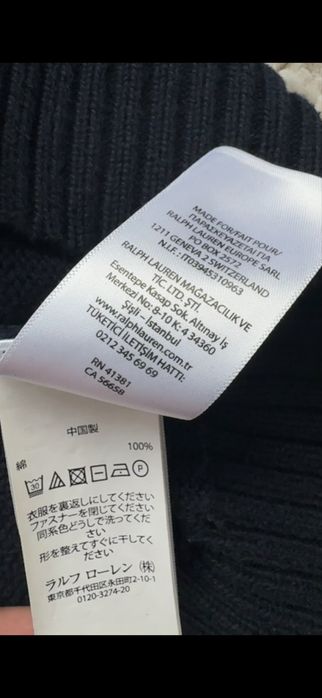 MADE FOR/FAIT POUR/
ΠΑΡΑΣΚΕΥΑΖΕΤΑΙ ΓΙΑ
RALPH LAUREN EUROPE SARL
PO BOX 2572
1211 GENEVA 2 SWITZERLAND
N.I.F.: IT03945310963
RALPH LAUREN MAĞAZACILIK VE
TİC LTD. ŞTİ.
Esentepe Kasap Sok. Altınay İş
Merkezi No: 8-10 K: 4 34360
Şişli – İstanbul
www.ralphlauren.com.tr
TÜKETİCİ İLETİŞİM HATTI:
0212 345 69 69
RN 41381
CA 56658
中国製
100%
綿
30
P
衣服を裏返しにしてください
ファスナーを閉じてください
同系色どうしで洗ってくだ
さい
形を整えてすぐに干してく
ださい
ラルフ ローレン (株)
東京都千代田区永田町2-10-1
0120-3274-20